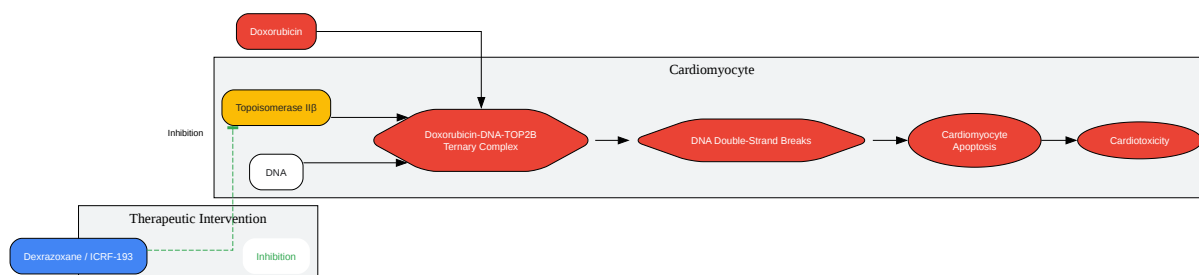 Doxorubicin
Cardiomyocyte
Topoisomerase IIβ
Inhibition
Doxorubicin-DNA-TOP2B
Ternary Complex
DNA Double-Strand Breaks
Cardiomyocyte
Apoptosis
Cardiotoxicity
DNA
Therapeutic Intervention
Dexrazoxane / ICRF-193
Inhibition